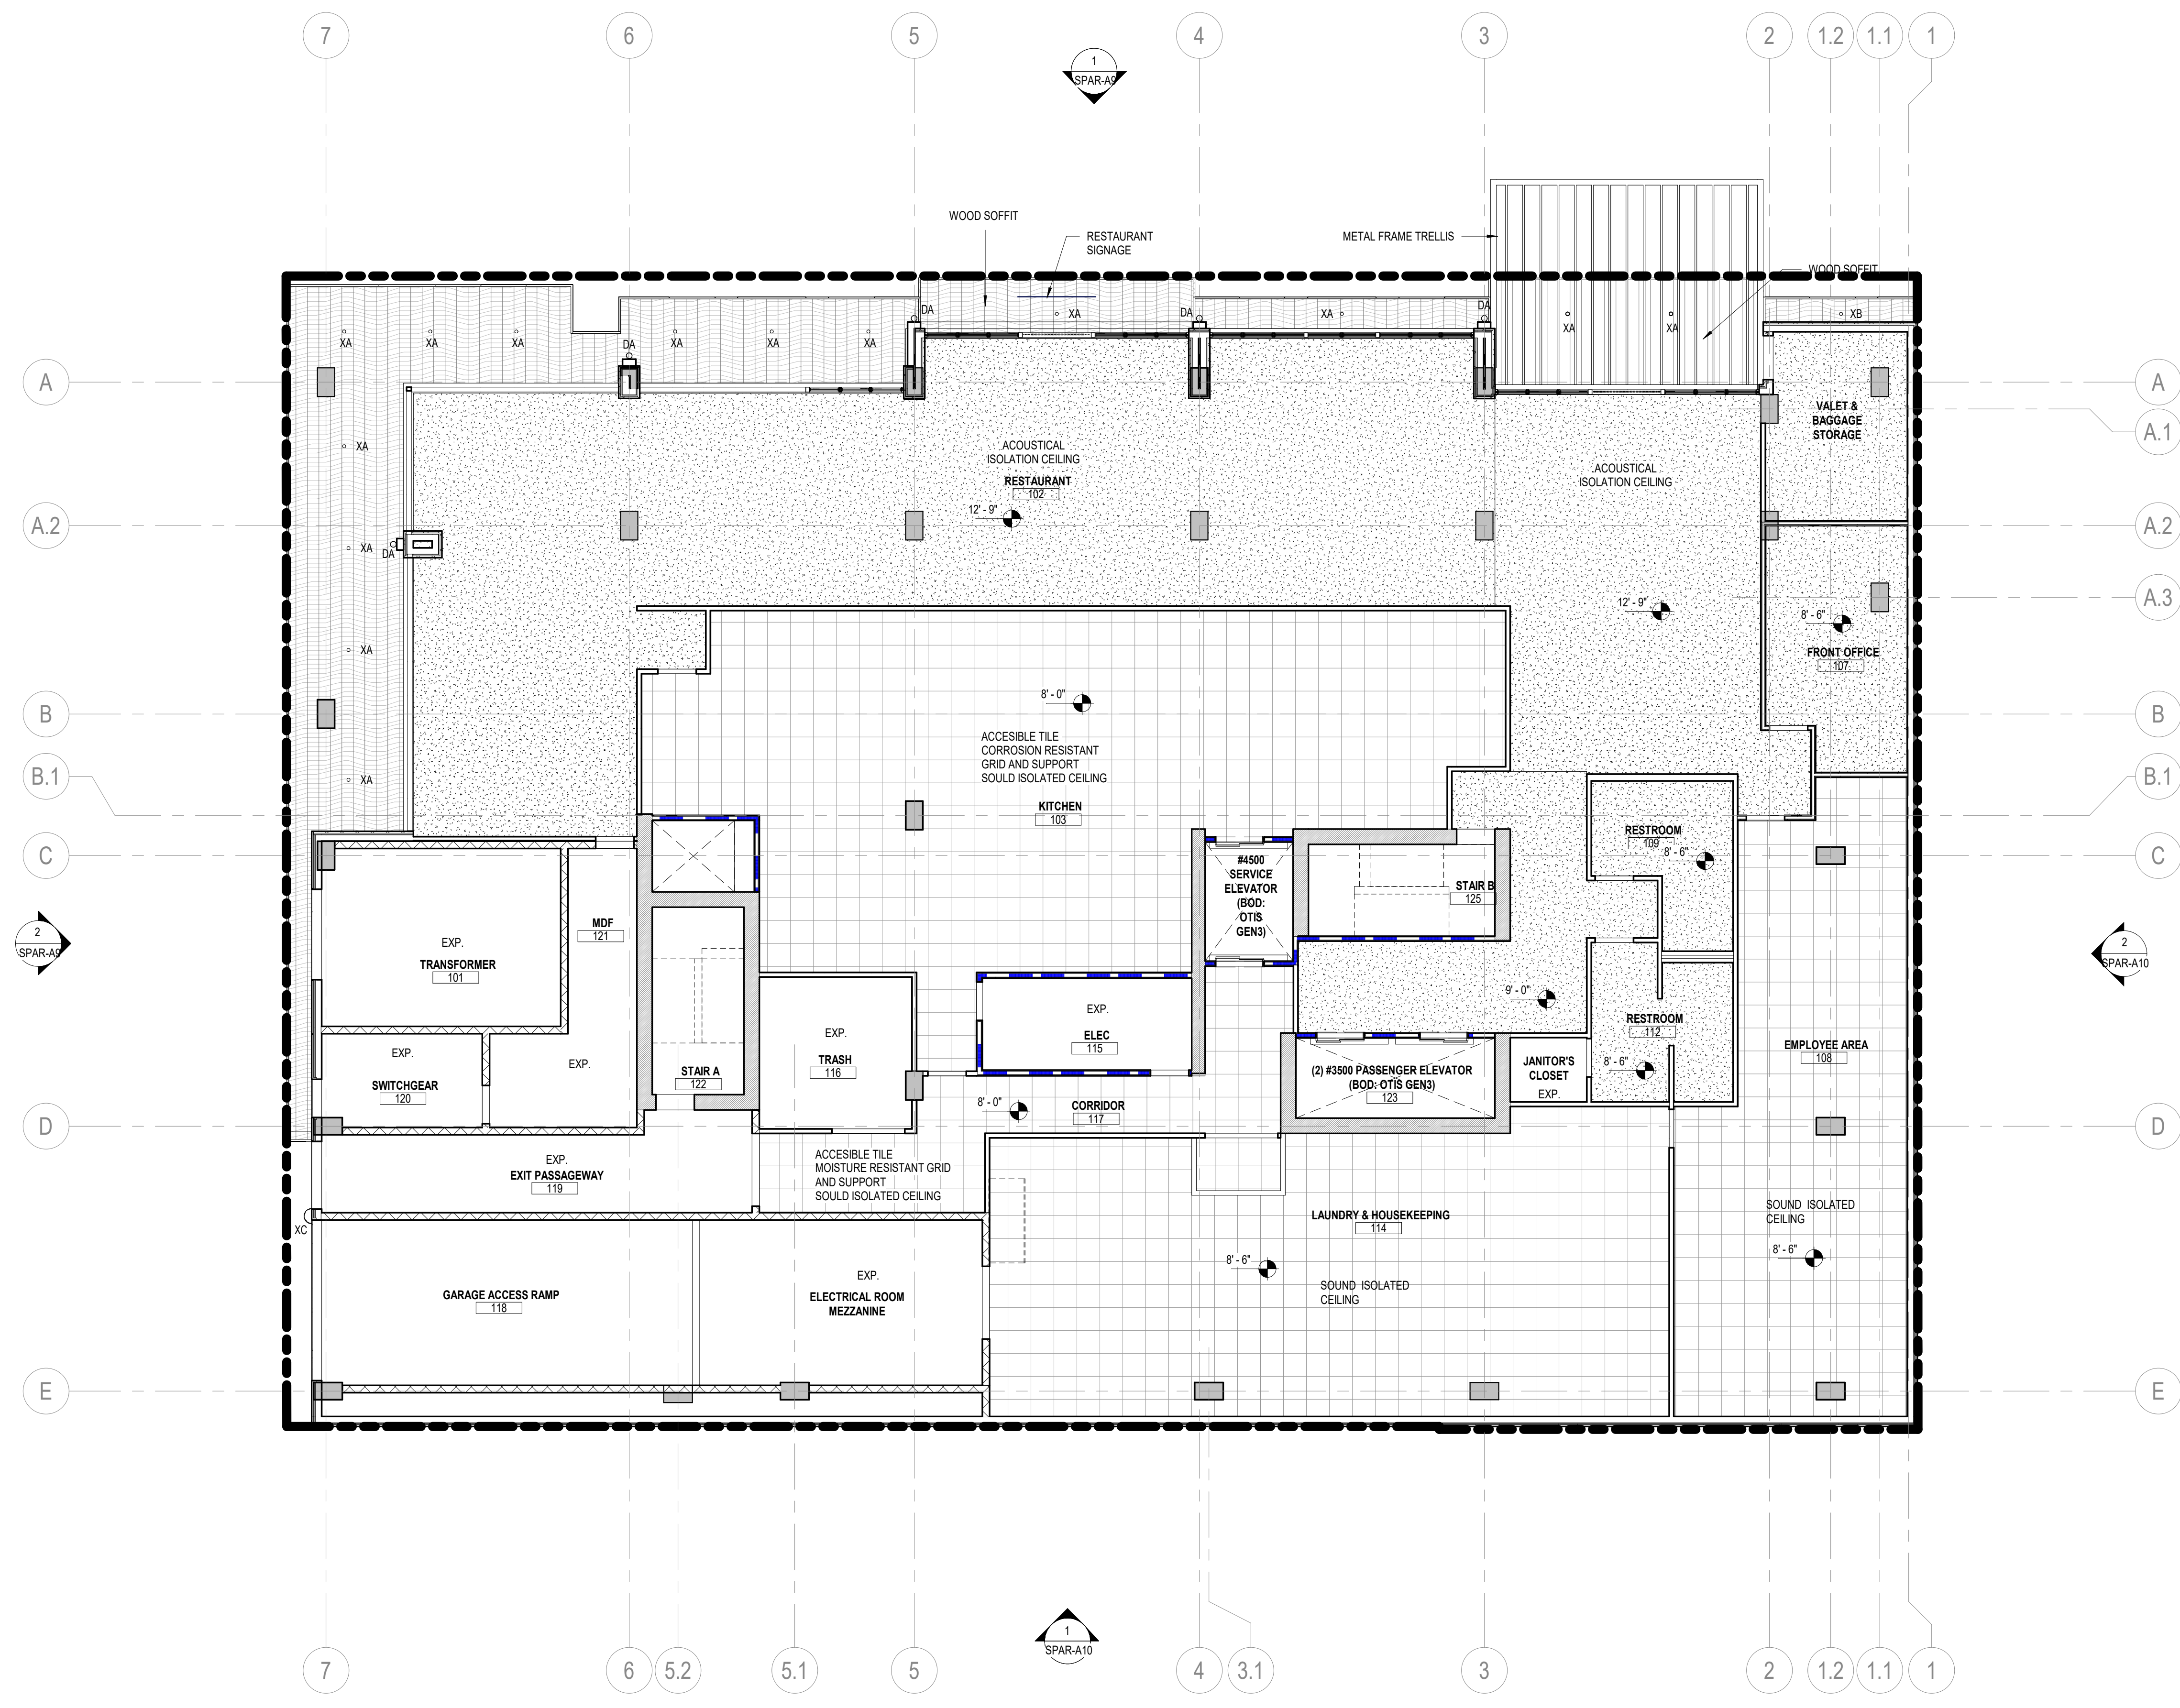 7
6
5
4
3
2
1.2
1.1
1
1
SPAR-A9
WOOD SOFFIT
RESTAURANT
SIGNAGE
METAL FRAME TRELLIS
WOOD SOFFIT
DA
DA
DA
XA
XA
XB
XA
XA
XA
XA
XA
XA
DA
XA
XA
XA
A
A
VALET &
BAGGAGE
STORAGE
A.1
XA
ACOUSTICAL
ISOLATION CEILING
ACOUSTICAL
ISOLATION CEILING
RESTAURANT
102
12' - 9"
A.2
A.2
XA
DA
A.3
12' - 9"
8' - 6"
XA
FRONT OFFICE
107
8' - 0"
B
B
ACCESIBLE TILE
CORROSION RESISTANT
GRID AND SUPPORT
SOULD ISOLATED CEILING
B.1
B.1
XA
KITCHEN
103
RESTROOM
109
8' - 6"
C
C
#4500
SERVICE
ELEVATOR
(BOD:
OTIS
GEN3)
STAIR B
125
MDF
121
2
SPAR-A9
2
SPAR-A10
EXP.
TRANSFORMER
101
9' - 0"
EXP.
ELEC
115
RESTROOM
112
EXP.
TRASH
116
EMPLOYEE AREA
108
EXP.
SWITCHGEAR
120
EXP.
STAIR A
122
(2) #3500 PASSENGER ELEVATOR
(BOD: OTIS GEN3)
123
JANITOR'S
CLOSET
EXP.
8' - 6"
8' - 0"
CORRIDOR
117
D
D
EXP.
EXIT PASSAGEWAY
119
ACCESIBLE TILE
MOISTURE RESISTANT GRID
AND SUPPORT
SOULD ISOLATED CEILING
XC
LAUNDRY & HOUSEKEEPING
114
SOUND ISOLATED
CEILING
8' - 6"
8' - 6"
SOUND ISOLATED
CEILING
GARAGE ACCESS RAMP
118
EXP.
ELECTRICAL ROOM
MEZZANINE
E
E
1
SPAR-A10
7
6
5.2
5.1
5
4
3.1
3
2
1.2
1.1
1